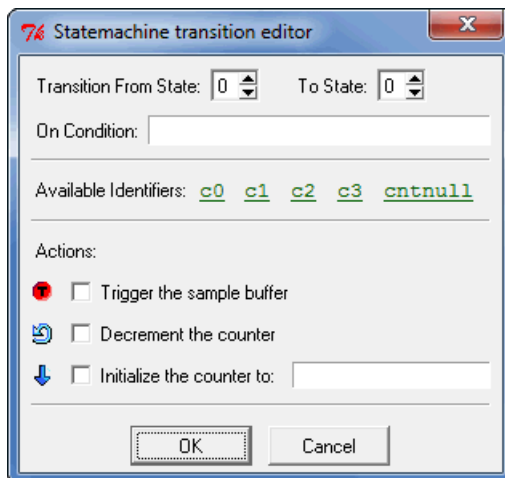 Statemachine transition editor
Transition From State: 0 To State: 0
On Condition:
Available Identifiers: c0 c1 c2 c3 cntnull
Actions:
T Trigger the sample buffer
Decrement the counter
Initialize the counter to:
OK Cancel